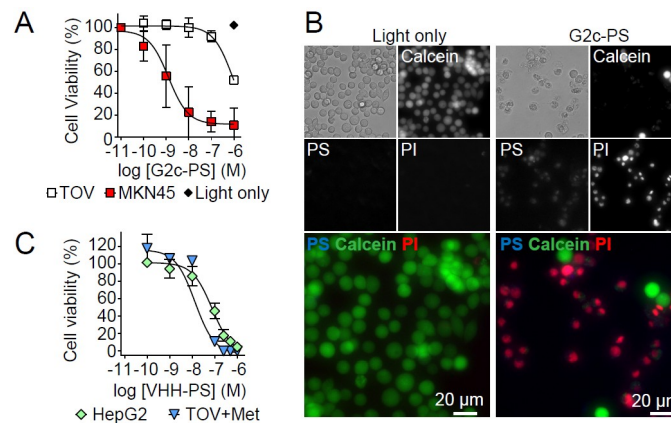 A
Cell Viability (%)
120
100
80
60
40
20
0
-11 -10 -9 -8 -7 -6
log [G2c-PS] (M)
TOV MKN45 Light only
B
Light only G2c-PS
Calcein Calcein
PS PI PS PI
PS Calcein PI PS Calcein PI
20 µm 20 µm
C
Cell viability (%)
120
100
80
60
40
20
0
-10 -9 -8 -7 -6
log [VHH-PS] (M)
HepG2 TOV+Met